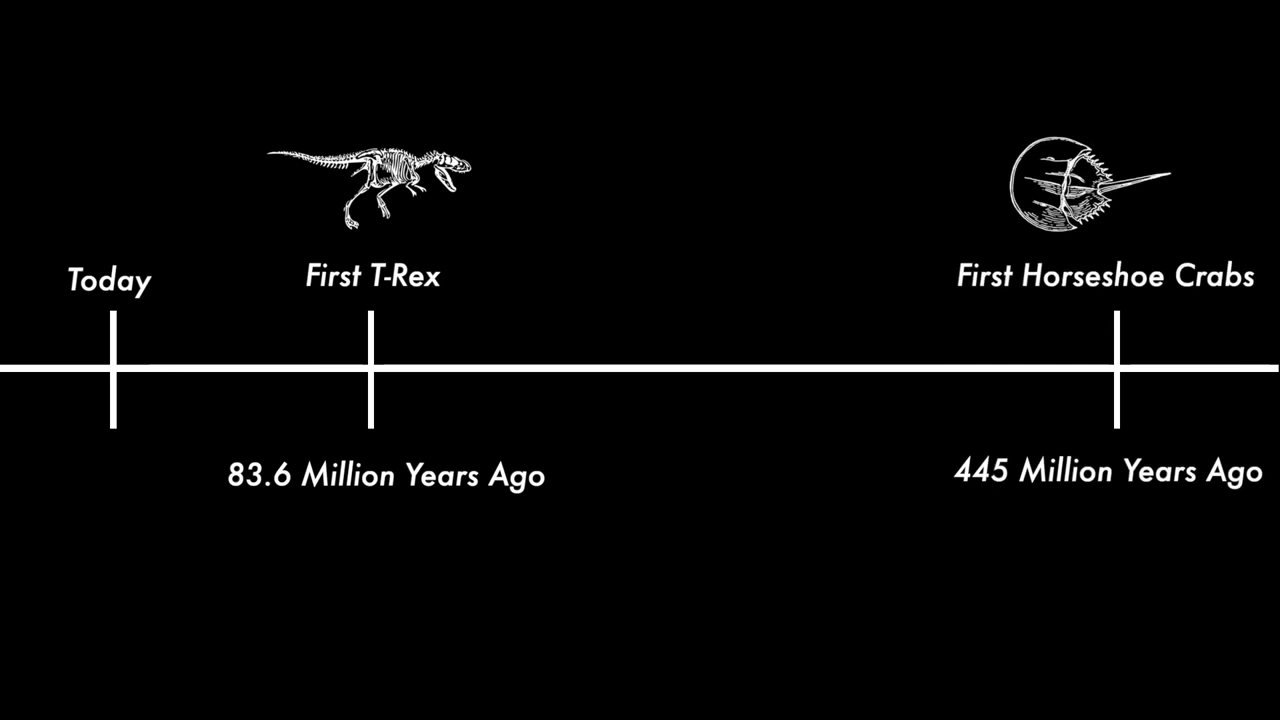 Today
First T-Rex
First Horseshoe Crabs
83.6 Million Years Ago
445 Million Years Ago